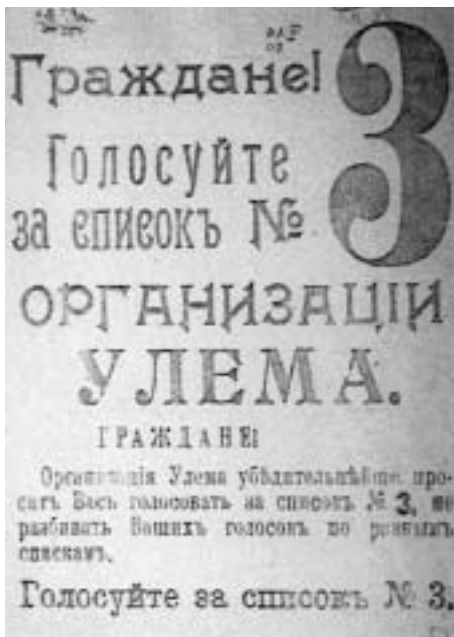 Граждане!
3
Голосуйте
за списокъ №
ОРГАНИЗАЦІИ
УЛЕМА.
ГРАЖДАНЕ!
Организація Улема убѣдительнѣйше про-
ситъ Васъ голосовать за списокъ № 3, не
разбивать Вашихъ голосовъ по разнымъ
спискамъ.
Голосуйте за списокъ № 3.